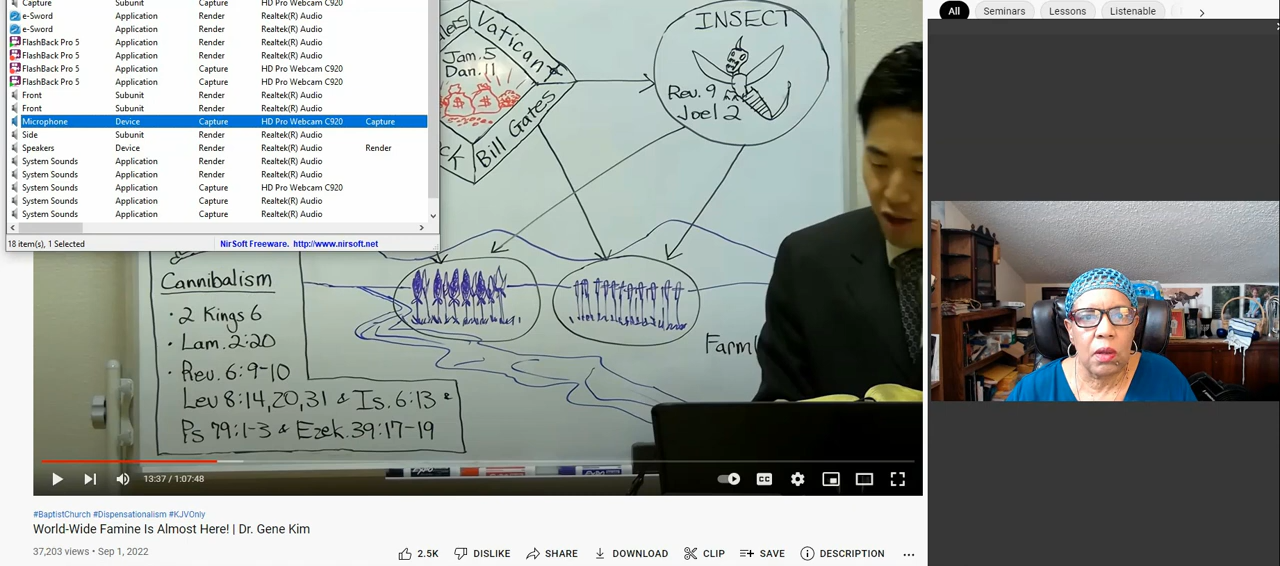 Capture Subunit Capture HD Pro Webcam C920
e-Sword Application Render Realtek(R) Audio
e-Sword Application Render Realtek(R) Audio
FlashBack Pro 5 Application Render Realtek(R) Audio
FlashBack Pro 5 Application Render Realtek(R) Audio
FlashBack Pro 5 Application Capture HD Pro Webcam C920
FlashBack Pro 5 Application Capture HD Pro Webcam C920
Front Subunit Render Realtek(R) Audio
Front Subunit Render Realtek(R) Audio
Microphone Device Capture HD Pro Webcam C920 Capture
Side Subunit Render Realtek(R) Audio
Speakers Device Render Realtek(R) Audio Render
System Sounds Application Render Realtek(R) Audio
System Sounds Application Render Realtek(R) Audio
System Sounds Application Capture HD Pro Webcam C920
System Sounds Application Capture Realtek(R) Audio
System Sounds Application Capture Realtek(R) Audio
18 item(s), 1 Selected NirSoft Freeware. http://www.nirsoft.net
Vatican
Jam. 5
Dan. 11
Bill Gates
INSECT
Rev. 9
Joel 2
All Seminars Lessons Listenable
Cannibalism
· 2 Kings 6
· Lam. 2:20
· Rev. 6:9-10
Lev 8:14,20,31 & Is. 6:13 &
Ps 79:1-3 & Ezek. 39:17-19
Farml
EXPO
13:37 / 1:07:48
#BaptistChurch #Dispensationalism #KJVOnly
World-Wide Famine Is Almost Here! | Dr. Gene Kim
37,203 views • Sep 1, 2022
2.5K DISLIKE SHARE DOWNLOAD CLIP SAVE DESCRIPTION ...